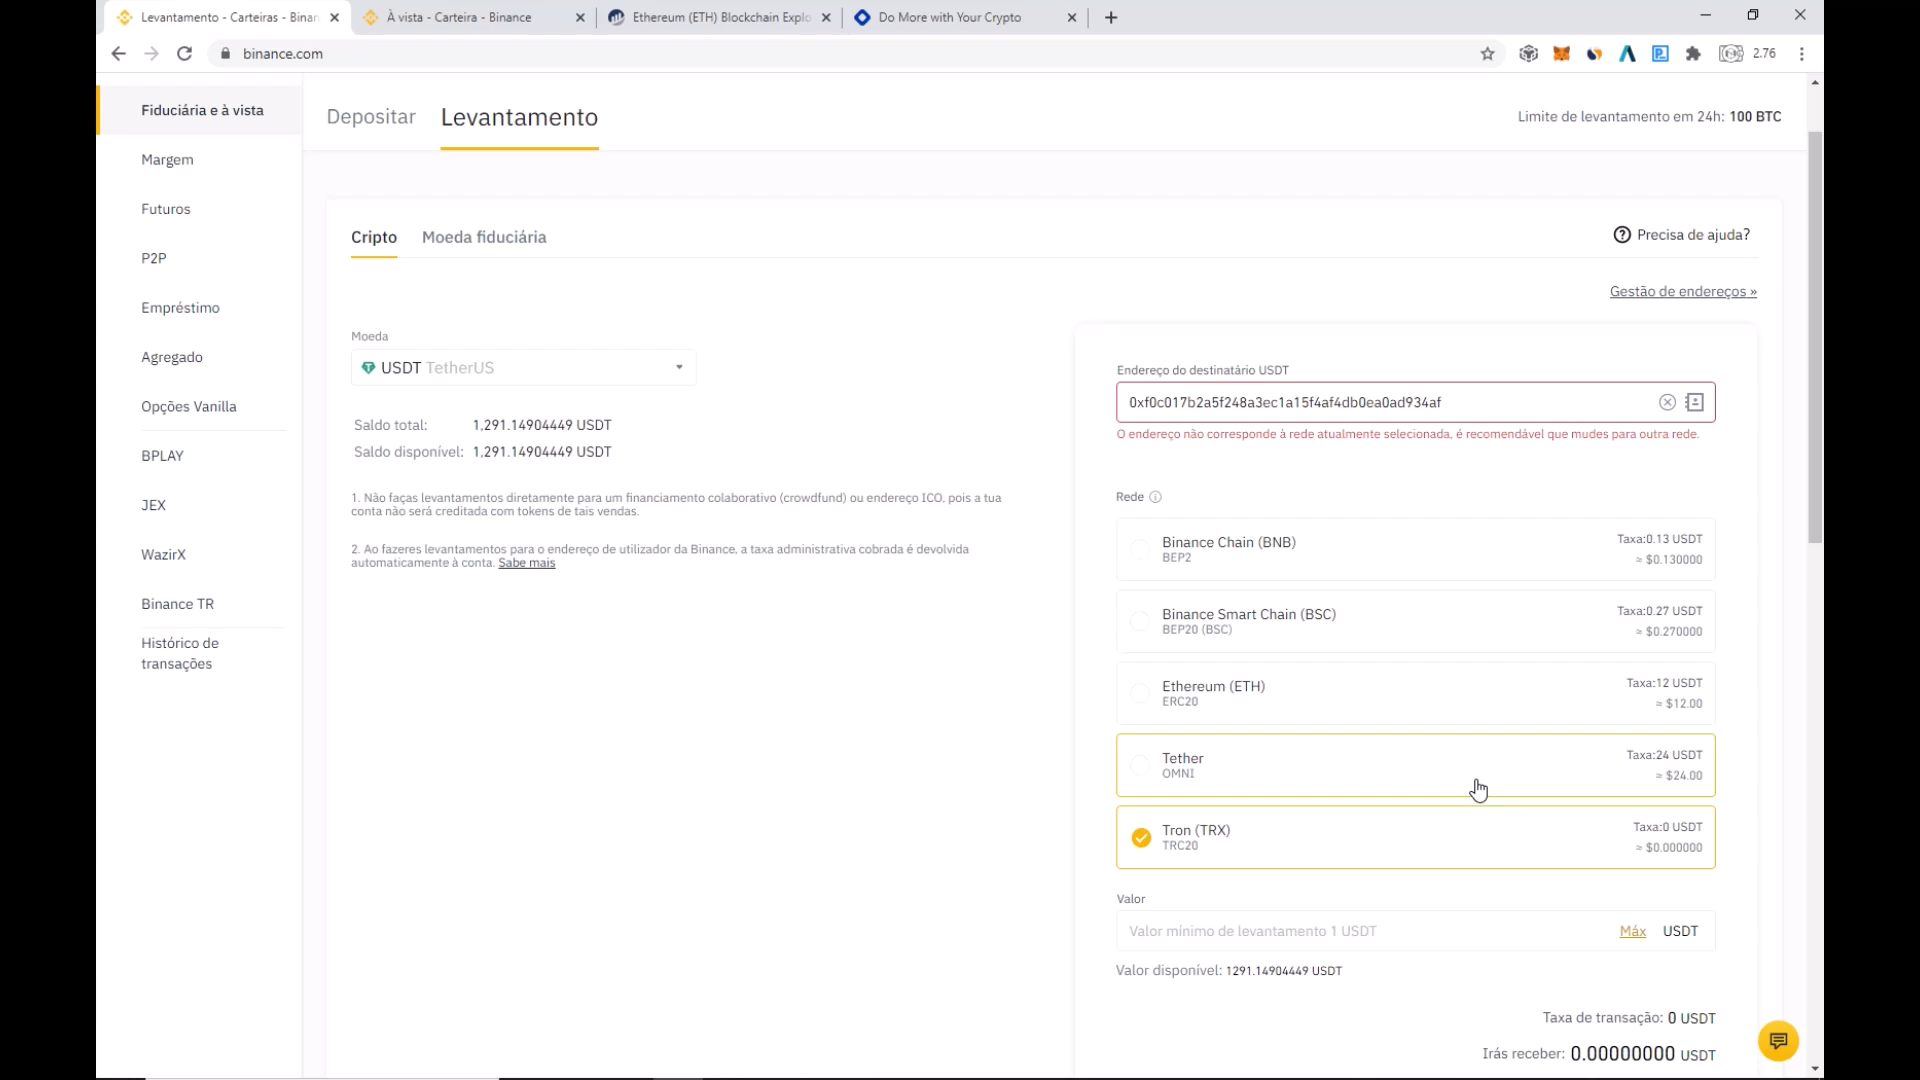 Levantamento - Carteiras - Binan
À vista - Carteira - Binance
Ethereum (ETH) Blockchain Explo
Do More with Your Crypto
binance.com
2.76
Fiduciária e à vista
Margem
Futuros
P2P
Empréstimo
Agregado
Opções Vanilla
BPLAY
JEX
WazirX
Binance TR
Histórico de
transações
Depositar
Levantamento
Limite de levantamento em 24h: 100 BTC
Cripto
Moeda fiduciária
Precisa de ajuda?
Gestão de endereços »
Moeda
USDT TetherUS
Saldo total: 1,291.14904449 USDT
Saldo disponível: 1,291.14904449 USDT
1. Não faças levantamentos diretamente para um financiamento colaborativo (crowdfund) ou endereço ICO, pois a tua
conta não será creditada com tokens de tais vendas.
2. Ao fazeres levantamentos para o endereço de utilizador da Binance, a taxa administrativa cobrada é devolvida
automaticamente à conta. Sabe mais
Endereço do destinatário USDT
0xf0c017b2a5f248a3ec1a15f4af4db0ea0ad934af
O endereço não corresponde à rede atualmente selecionada, é recomendável que mudes para outra rede.
Rede
Binance Chain (BNB)
BEP2
Taxa:0.13 USDT
≈ $0.130000
Binance Smart Chain (BSC)
BEP20 (BSC)
Taxa:0.27 USDT
≈ $0.270000
Ethereum (ETH)
ERC20
Taxa:12 USDT
≈ $12.00
Tether
OMNI
Taxa:24 USDT
≈ $24.00
Tron (TRX)
TRC20
Taxa:0 USDT
≈ $0.000000
Valor
Valor mínimo de levantamento 1 USDT
Máx USDT
Valor disponível: 1291.14904449 USDT
Taxa de transação: 0 USDT
Irás receber: 0.00000000 USDT